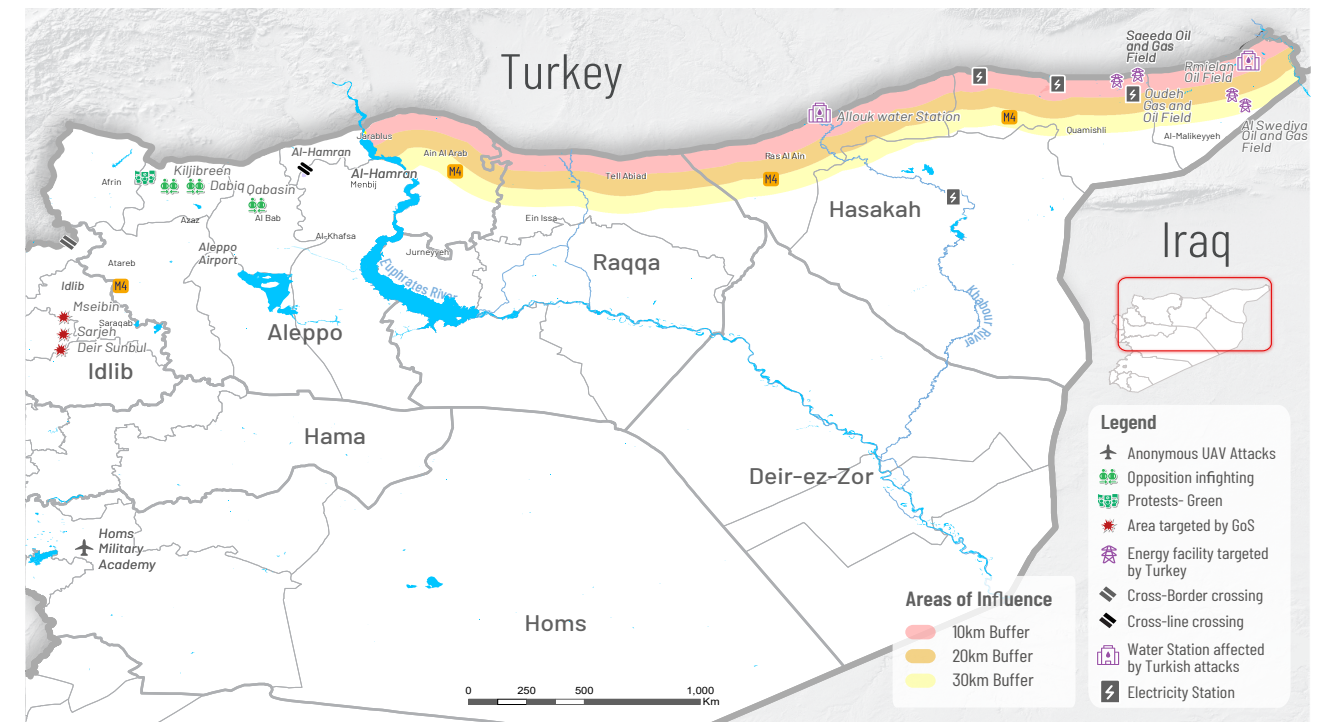 Turkey
Saeeda Oil
and Gas
Field
Rmielan
Oil Field
Oudeh
Gas and
Oil Field
Al Swediya
Oil and Gas
Field
Allouk water Station
M4
Quamishli
Al-Malikeyyeh
Jarablus
Al-Hamran
Ain Al Arab
Ras Al Ain
Kiljibreen
Afrin
Dabiq
Qabasin
Al-Hamran
Menbij
M4
Tell Abiad
M4
Hasakah
Azaz
Al Bab
Ein Issa
Al-Khafsa
Aleppo
Airport
Jurneyyeh
Iraq
Atareb
Raqqa
Euphrates River
Idlib
M4
Khabour
River
Mseibin
Saraqab
Sarjeh
Deir Sunbul
Aleppo
Idlib
Hama
Deir-ez-Zor
Homs
Military
Academy
Homs
Legend
Anonymous UAV Attacks
Opposition infighting
Protests- Green
Area targeted by GoS
Energy facility targeted
by Turkey
Cross-Border crossing
Cross-line crossing
Water Station affected
by Turkish attacks
Electricity Station
Areas of Influence
10km Buffer
20km Buffer
30km Buffer
0 250 500 1,000
Km